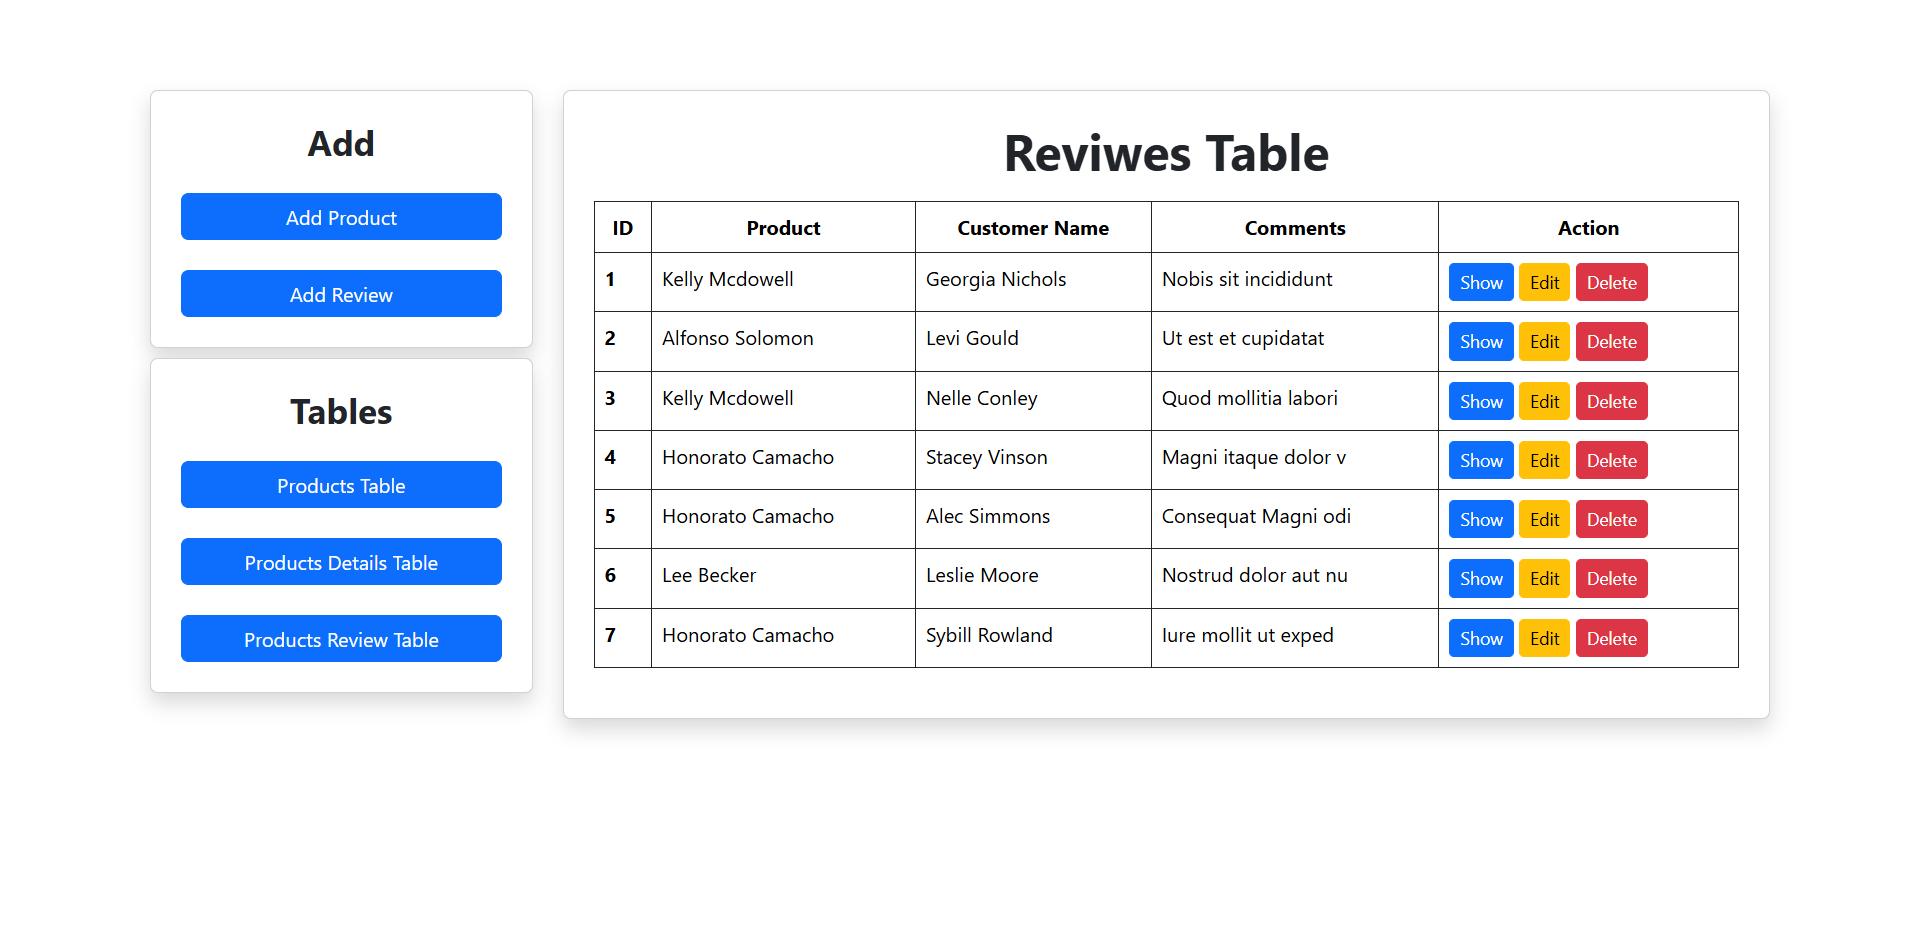 Add
Add Product
Add Review
Tables
Products Table
Products Details Table
Products Review Table
Reviwes Table
ID Product Customer Name Comments Action
1 Kelly Mcdowell Georgia Nichols Nobis sit incididunt Show Edit Delete
2 Alfonso Solomon Levi Gould Ut est et cupidatat Show Edit Delete
3 Kelly Mcdowell Nelle Conley Quod mollitia labori Show Edit Delete
4 Honorato Camacho Stacey Vinson Magni itaque dolor v Show Edit Delete
5 Honorato Camacho Alec Simmons Consequat Magni odi Show Edit Delete
6 Lee Becker Leslie Moore Nostrud dolor aut nu Show Edit Delete
7 Honorato Camacho Sybill Rowland Iure mollit ut exped Show Edit Delete